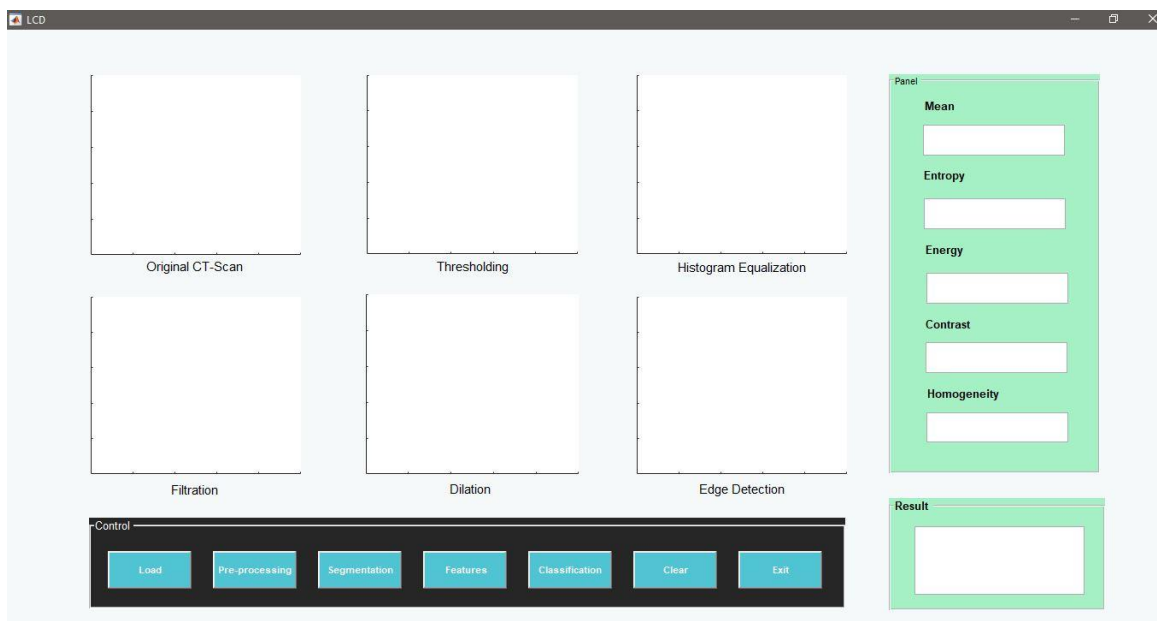 LCD
Original CT-Scan
Thresholding
Histogram Equalization
Filtration
Dilation
Edge Detection
Panel
Mean
Entropy
Energy
Contrast
Homogeneity
Control
Load
Pre-processing
Segmentation
Features
Classification
Clear
Exit
Result